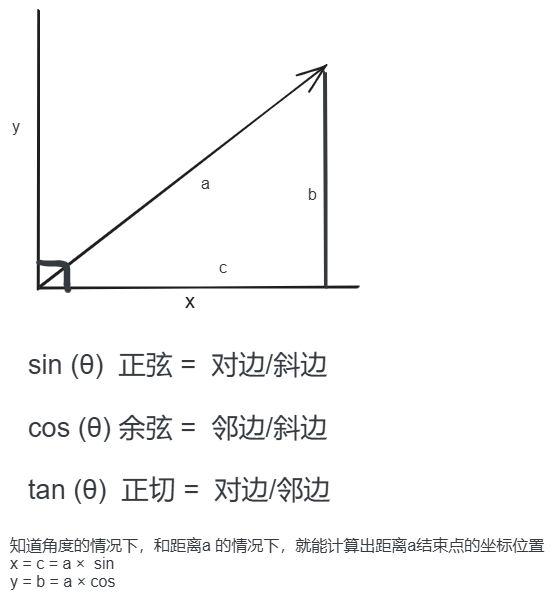 y
a
b
c
x
sin (θ) 正弦 = 对边/斜边
cos (θ) 余弦 = 邻边/斜边
tan (θ) 正切 = 对边/邻边
知道角度的情况下，和距离a 的情况下，就能计算出距离a结束点的坐标位置
x = c = a × sin
y = b = a × cos